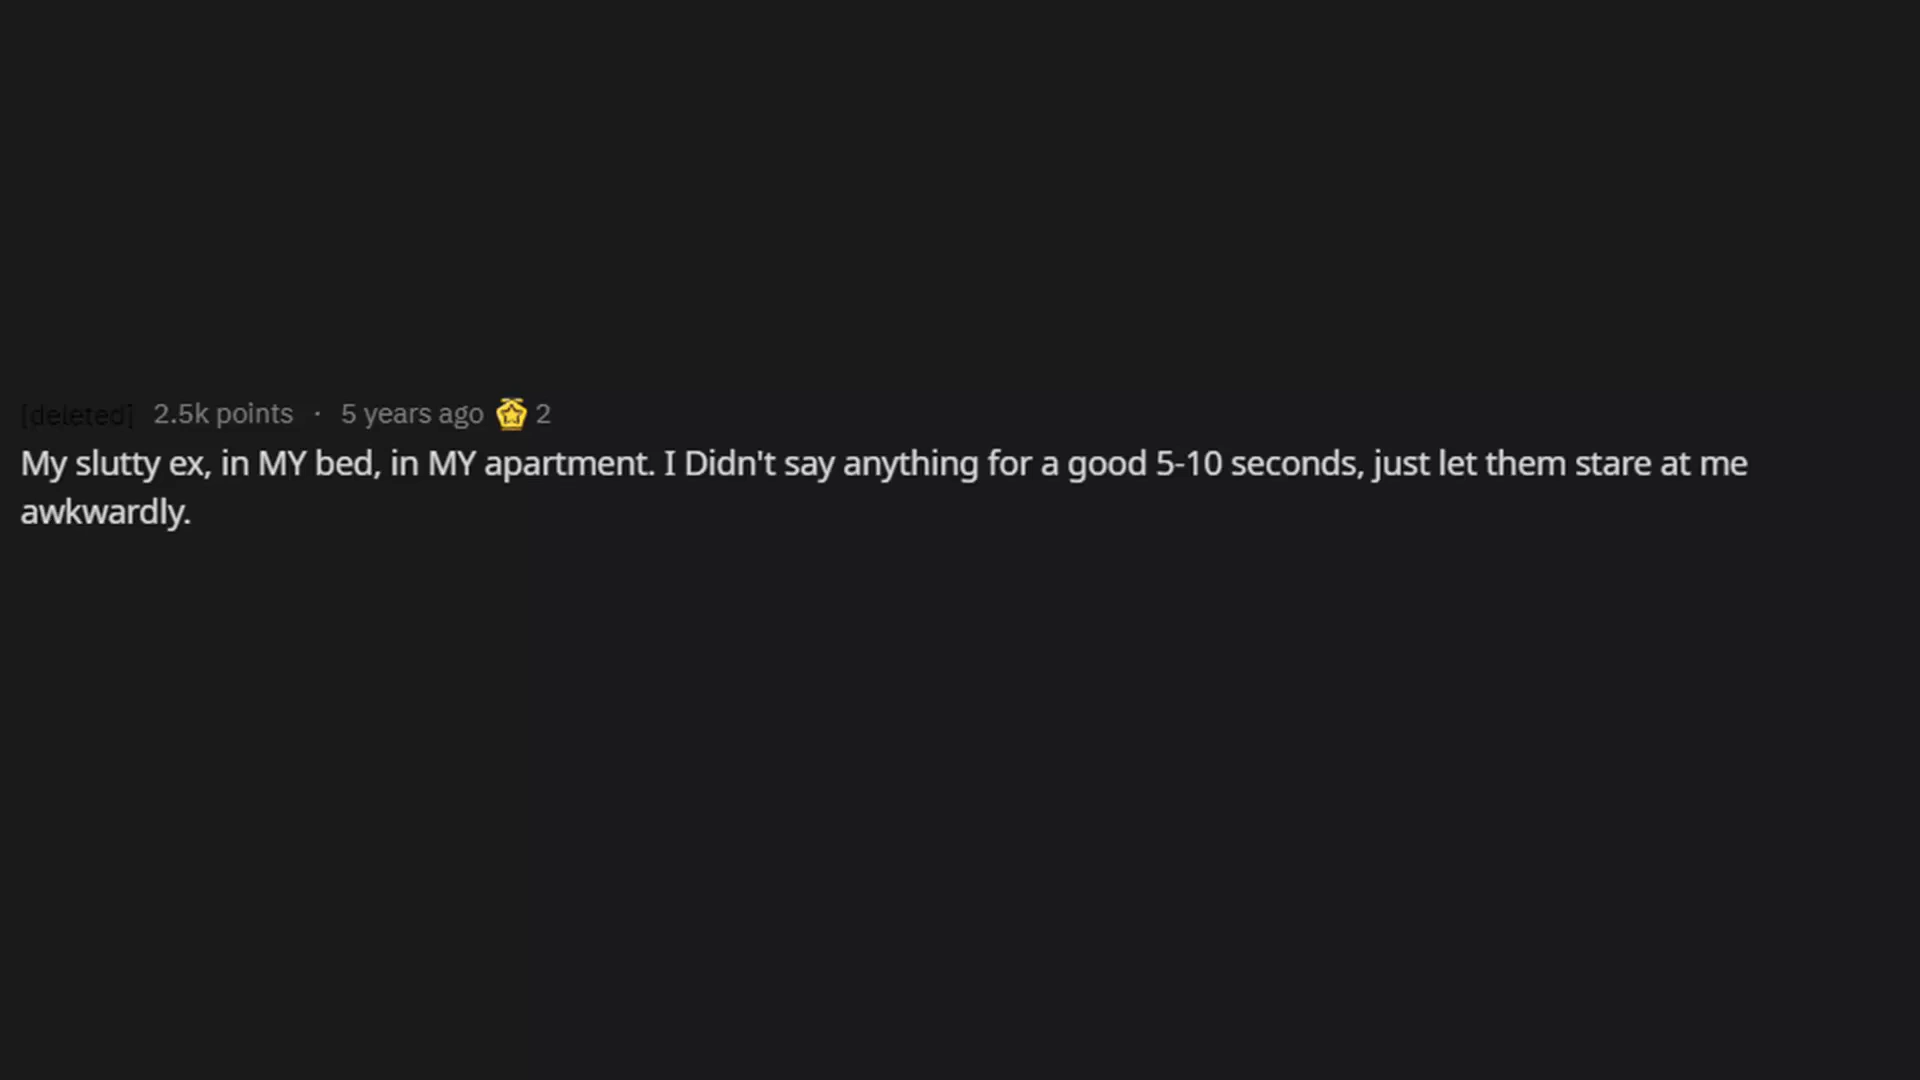 [deleted] 2.5k points · 5 years ago 2
My slutty ex, in MY bed, in MY apartment. I Didn't say anything for a good 5-10 seconds, just let them stare at me
awkwardly.